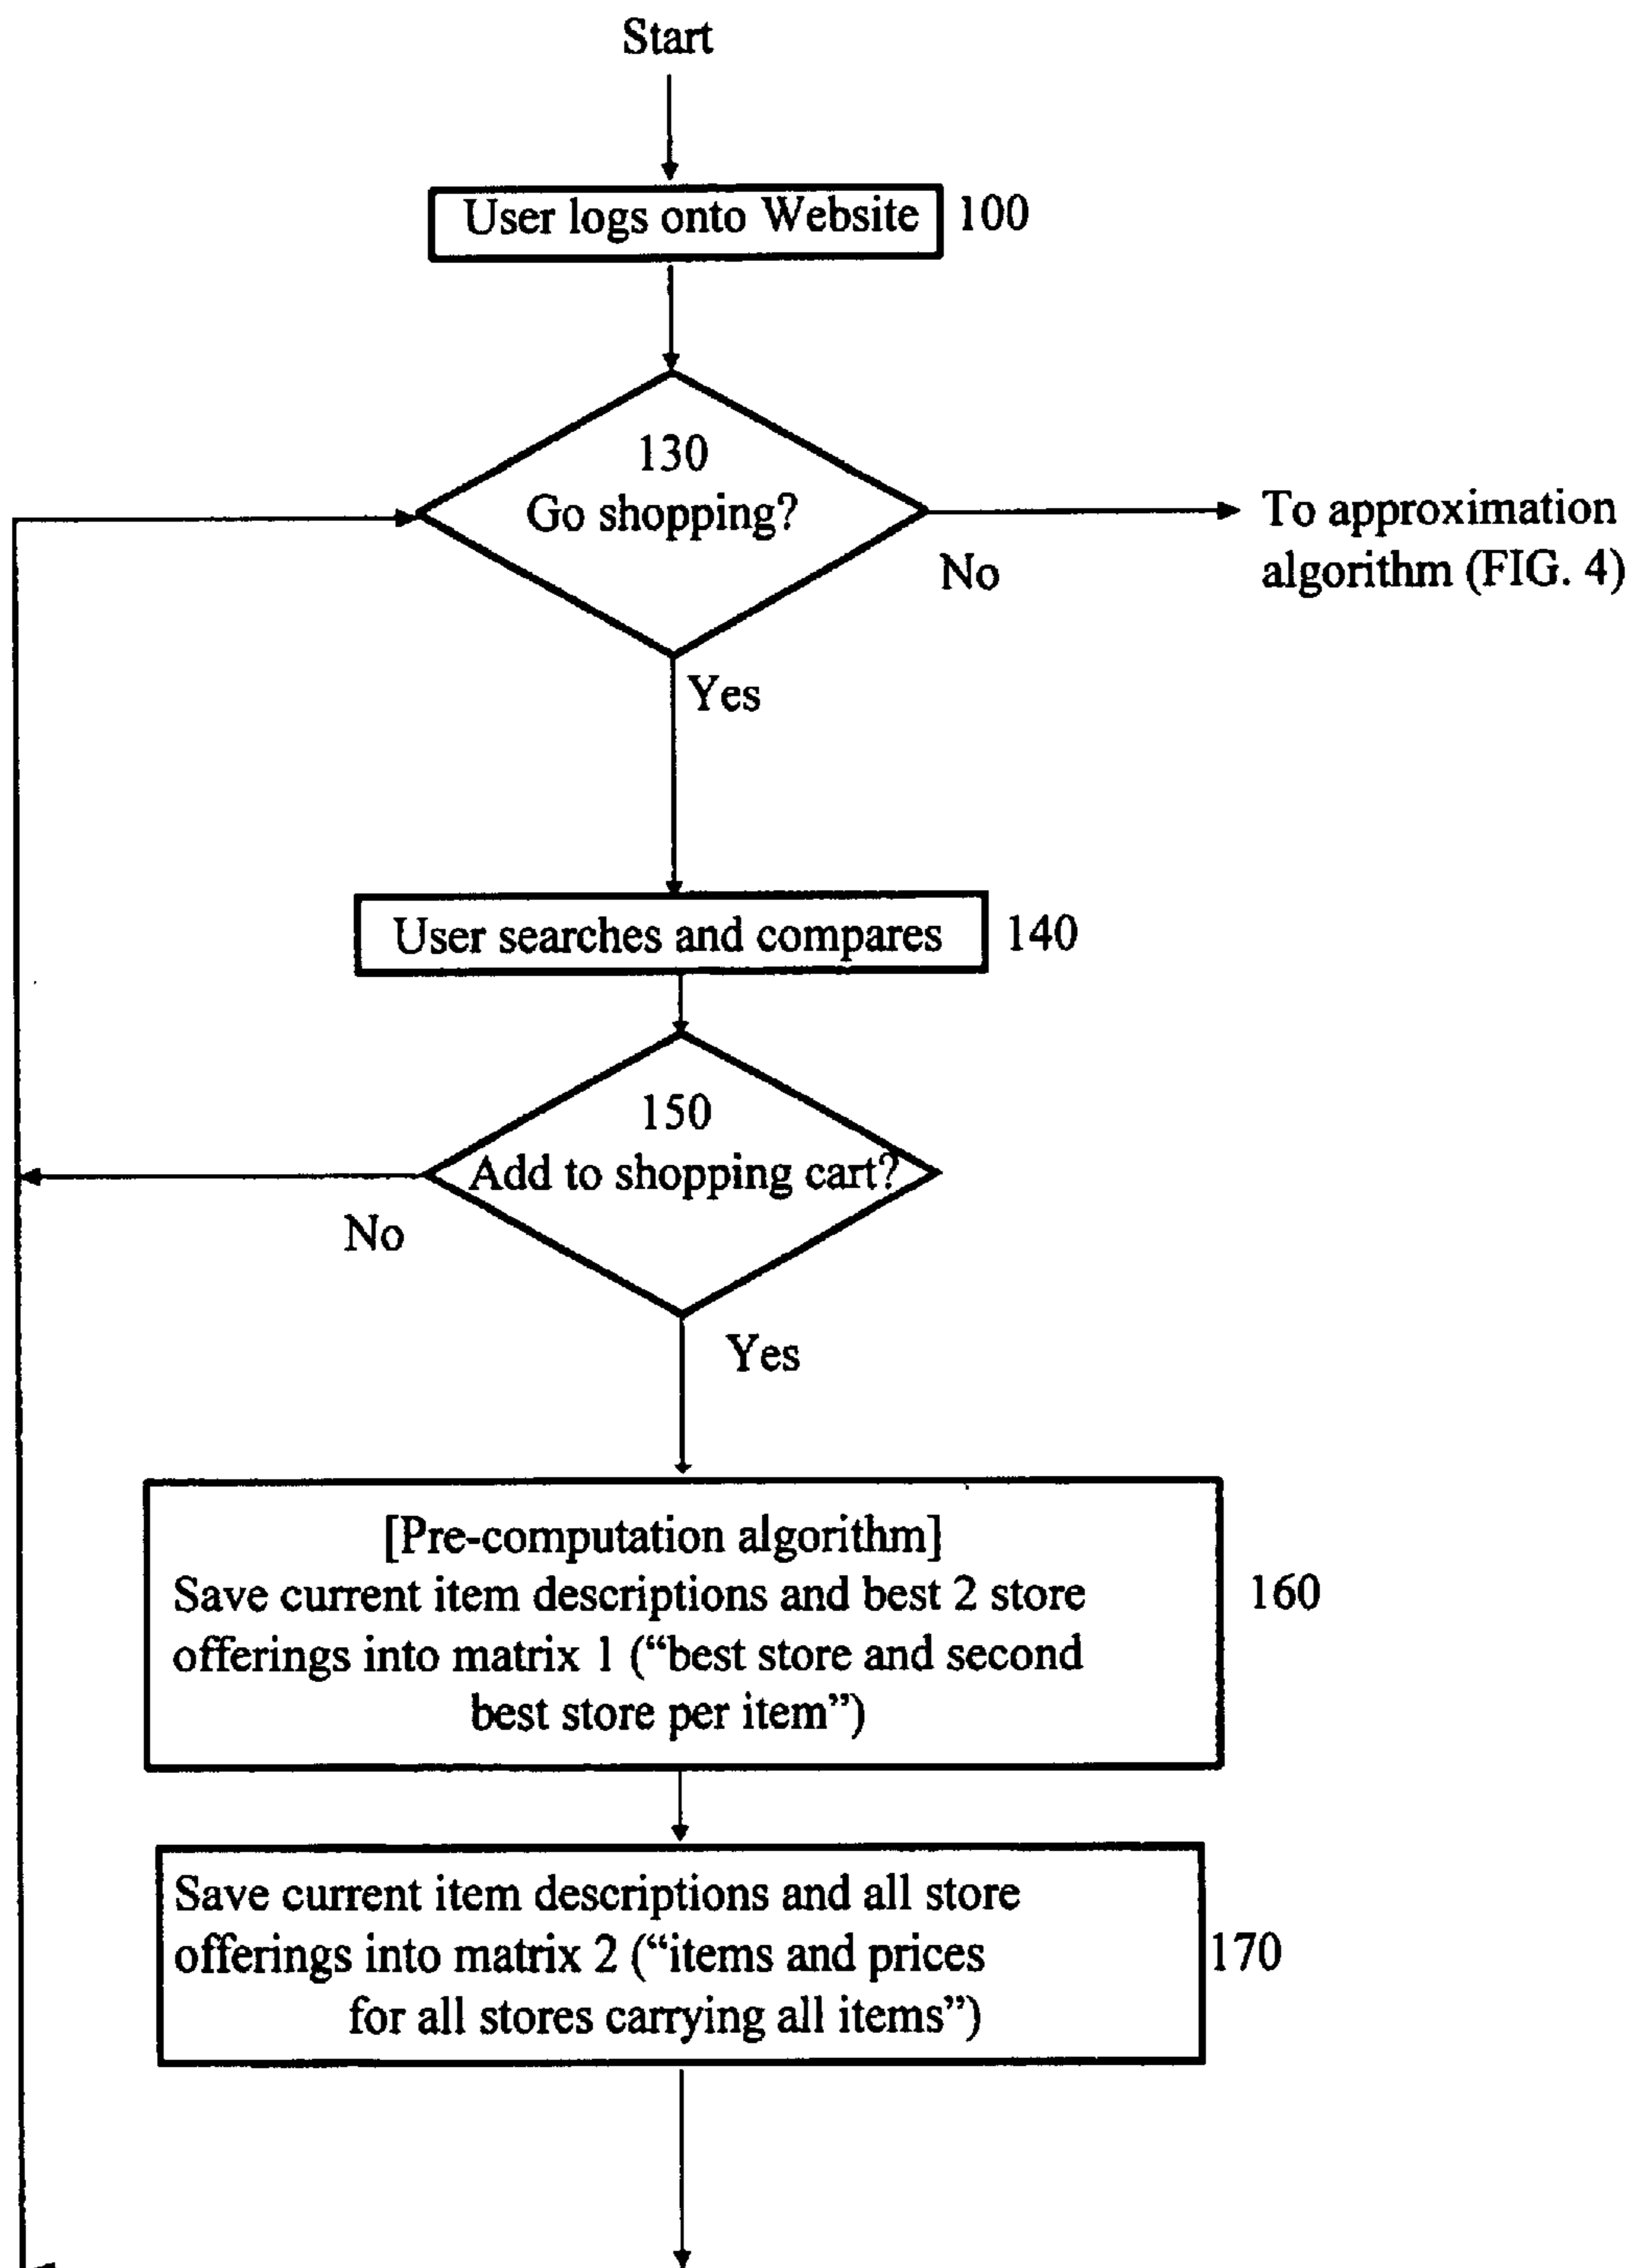 Start
User logs onto Website 100
130
Go shopping?
To approximation
algorithm (FIG. 4)
No
Yes
User searches and compares 140
150
Add to shopping cart?
No
Yes
[Pre-computation algorithm]
Save current item descriptions and best 2 store
offerings into matrix 1 (“best store and second
best store per item”)
160
Save current item descriptions and all store
offerings into matrix 2 (“items and prices
for all stores carrying all items”)
170